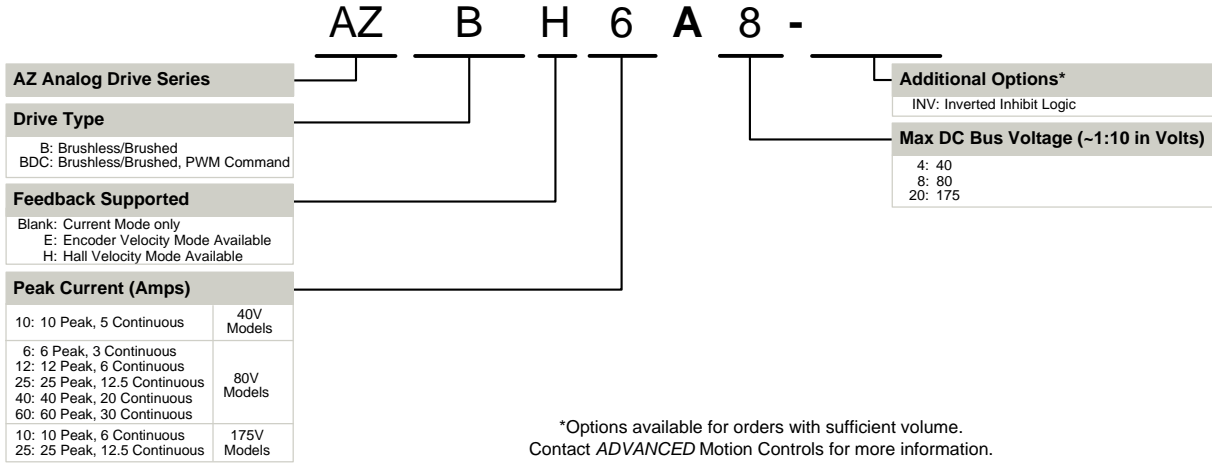 AZ B H 6 A 8 -
AZ Analog Drive Series
Drive Type
B: Brushless/Brushed
BDC: Brushless/Brushed, PWM Command
Feedback Supported
Blank: Current Mode only
E: Encoder Velocity Mode Available
H: Hall Velocity Mode Available
Peak Current (Amps)
10: 10 Peak, 5 Continuous
40V
Models
6: 6 Peak, 3 Continuous
12: 12 Peak, 6 Continuous
25: 25 Peak, 12.5 Continuous
40: 40 Peak, 20 Continuous
60: 60 Peak, 30 Continuous
80V
Models
10: 10 Peak, 6 Continuous
25: 25 Peak, 12.5 Continuous
175V
Models
Additional Options*
INV: Inverted Inhibit Logic
Max DC Bus Voltage (~1:10 in Volts)
4: 40
8: 80
20: 175
*Options available for orders with sufficient volume.
Contact ADVANCED Motion Controls for more information.